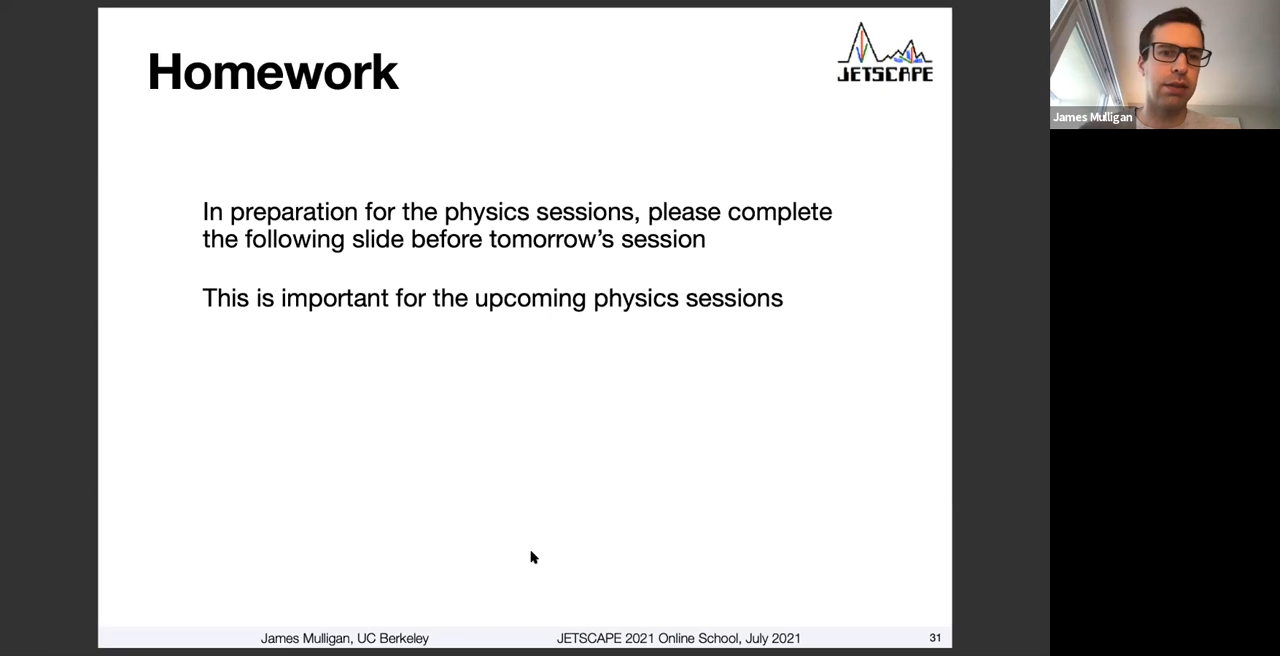 Homework
JETSCAPE
In preparation for the physics sessions, please complete
the following slide before tomorrow’s session
This is important for the upcoming physics sessions
James Mulligan, UC Berkeley
JETSCAPE 2021 Online School, July 2021
31
James Mulligan